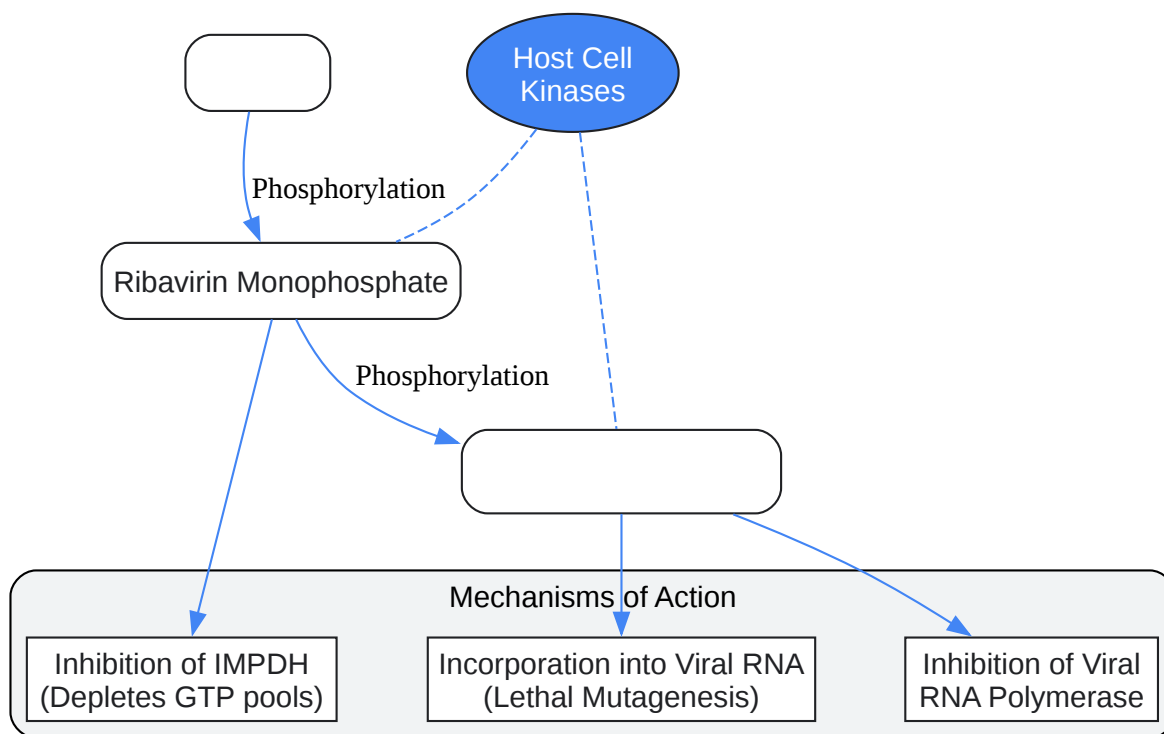 Host Cell
Kinases
Phosphorylation
Ribavirin Monophosphate
Phosphorylation
Mechanisms of Action
Inhibition of IMPDH
(Depletes GTP pools)
Incorporation into Viral RNA
(Lethal Mutagenesis)
Inhibition of Viral
RNA Polymerase